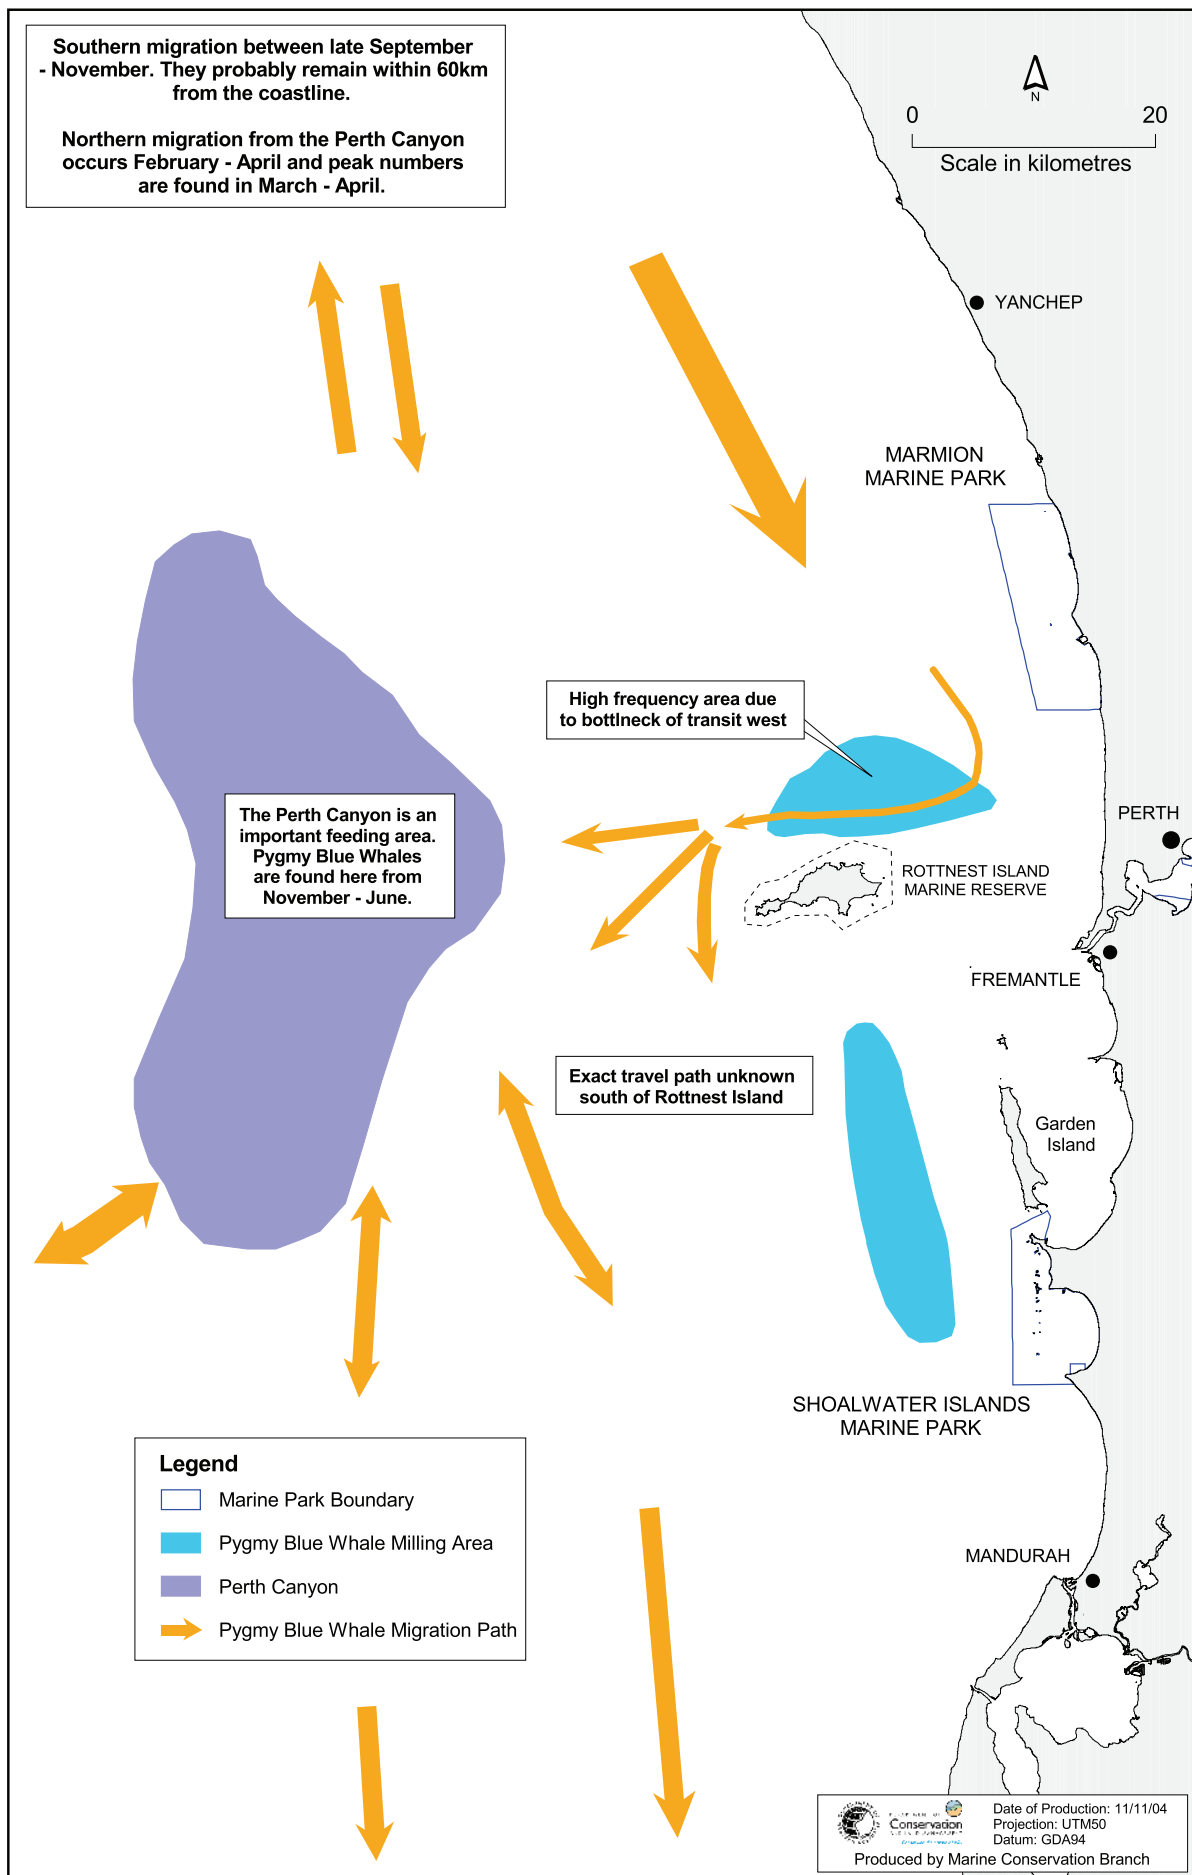 Southern migration between late September
- November. They probably remain within 60km
from the coastline.
Northern migration from the Perth Canyon
occurs February - April and peak numbers
are found in March - April.
N
0 20
Scale in kilometres
YANCHEP
MARMION
MARINE PARK
High frequency area due
to bottlneck of transit west
The Perth Canyon is an
important feeding area.
Pygmy Blue Whales
are found here from
November - June.
PERTH
ROTTNEST ISLAND
MARINE RESERVE
FREMANTLE
Exact travel path unknown
south of Rottnest Island
Garden
Island
SHOALWATER ISLANDS
MARINE PARK
Legend
Marine Park Boundary
Pygmy Blue Whale Milling Area
Perth Canyon
Pygmy Blue Whale Migration Path
MANDURAH
Conservation
Date of Production: 11/11/04
Projection: UTM50
Datum: GDA94
Produced by Marine Conservation Branch